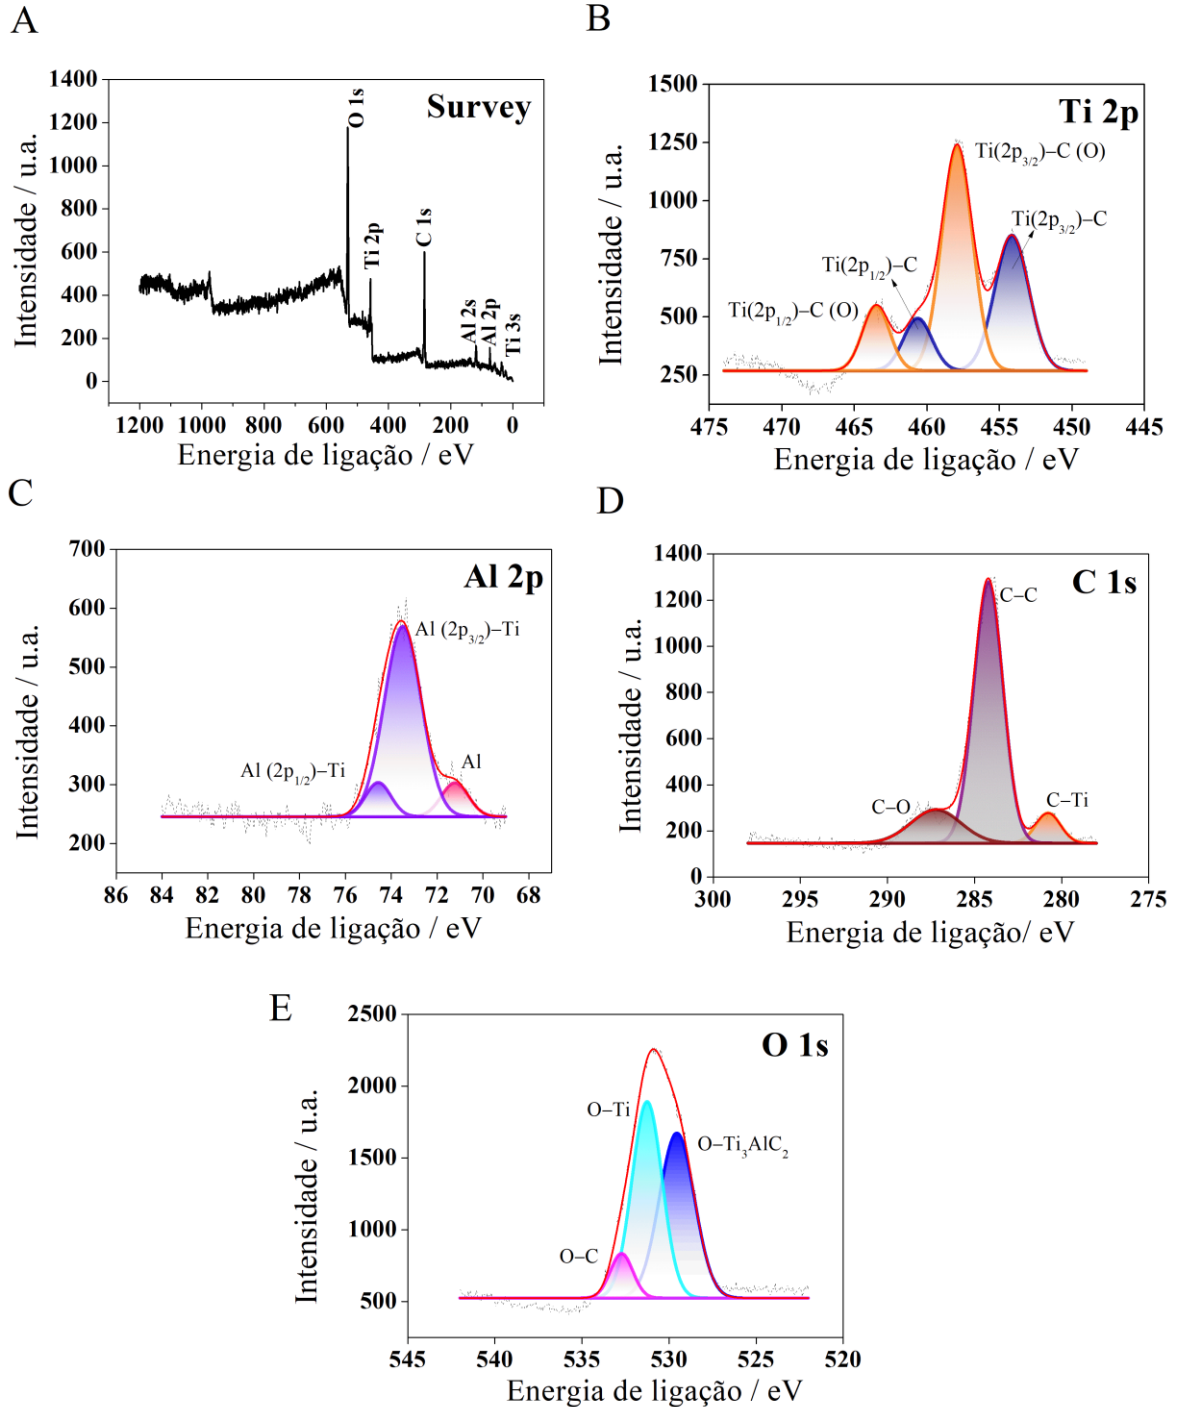 A
Survey
O 1s
Ti 2p
C 1s
Al 2s
Al 2p
Ti 3s
1400
1200
1000
800
600
400
200
0
1200 1000 800 600 400 200 0
Intensidade / u.a.
Energia de ligação / eV
B
Ti 2p
Ti(2p3/2)–C (O)
Ti(2p3/2)–C
Ti(2p1/2)–C
Ti(2p1/2)–C (O)
1500
1250
1000
750
500
250
475 470 465 460 455 450 445
Intensidade / u.a.
Energia de ligação / eV
C
Al 2p
Al (2p3/2)–Ti
Al (2p1/2)–Ti
Al
700
600
500
400
300
200
86 84 82 80 78 76 74 72 70 68
Intensidade / u.a.
Energia de ligação / eV
D
C 1s
C–C
C–O
C–Ti
1400
1200
1000
800
600
400
200
0
300 295 290 285 280 275
Intensidade / u.a.
Energia de ligação/ eV
E
O 1s
O–Ti
O–Ti3AlC2
O–C
2500
2000
1500
1000
500
545 540 535 530 525 520
Intensidade / u.a.
Energia de ligação / eV